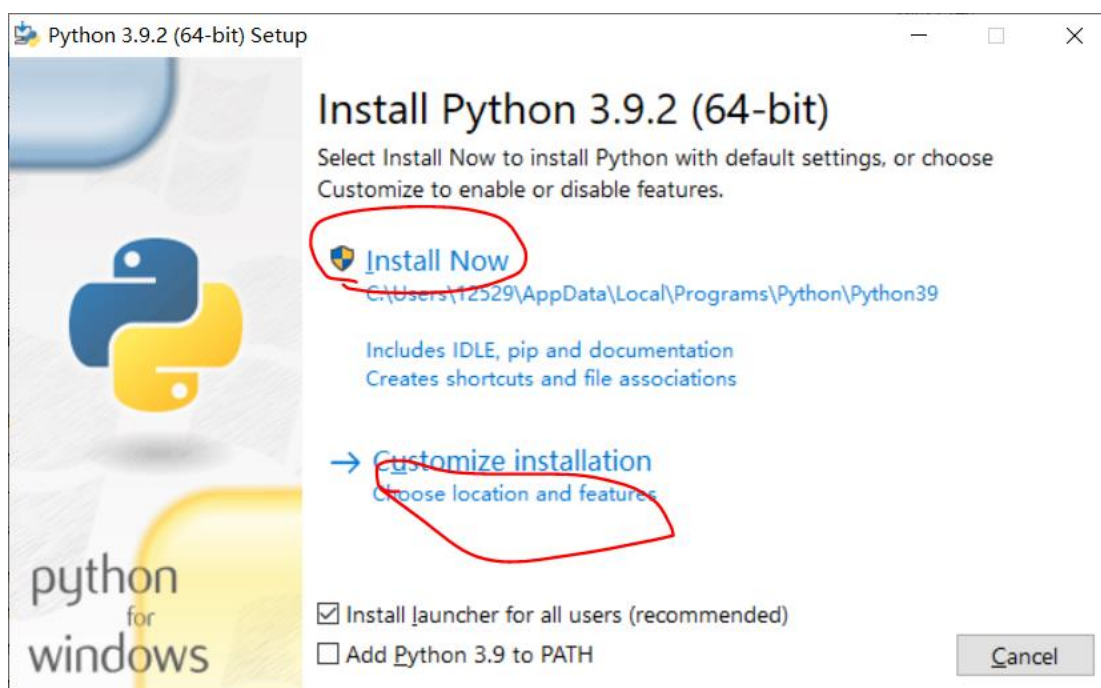 Python 3.9.2 (64-bit) Setup
Install Python 3.9.2 (64-bit)
Select Install Now to install Python with default settings, or choose
Customize to enable or disable features.
Install Now
C:\Users\12529\AppData\Local\Programs\Python\Python39
Includes IDLE, pip and documentation
Creates shortcuts and file associations
Customize installation
Choose location and features
python
for
windows
Install launcher for all users (recommended)
Add Python 3.9 to PATH
Cancel